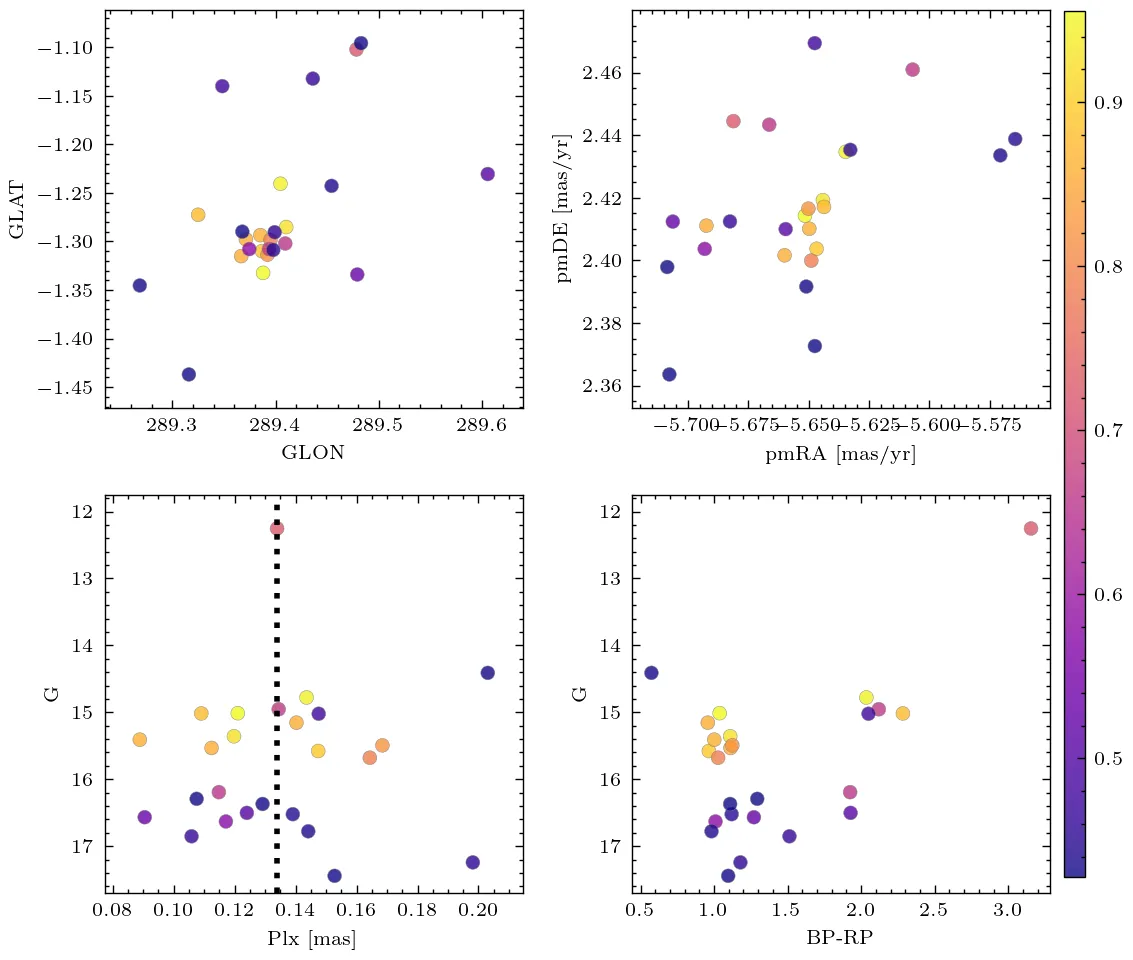 −1.10
−1.15
−1.20
−1.25
−1.30
−1.35
−1.40
−1.45
GLAT
289.3 289.4 289.5 289.6
GLON
2.46
2.44
2.42
2.40
2.38
2.36
pmDE [mas/yr]
−5.700 −5.675 −5.650 −5.625 −5.600 −5.575
pmRA [mas/yr]
0.9
0.8
0.7
0.6
0.5
12
13
14
15
16
17
G
0.08 0.10 0.12 0.14 0.16 0.18 0.20
Plx [mas]
12
13
14
15
16
17
G
0.5 1.0 1.5 2.0 2.5 3.0
BP-RP